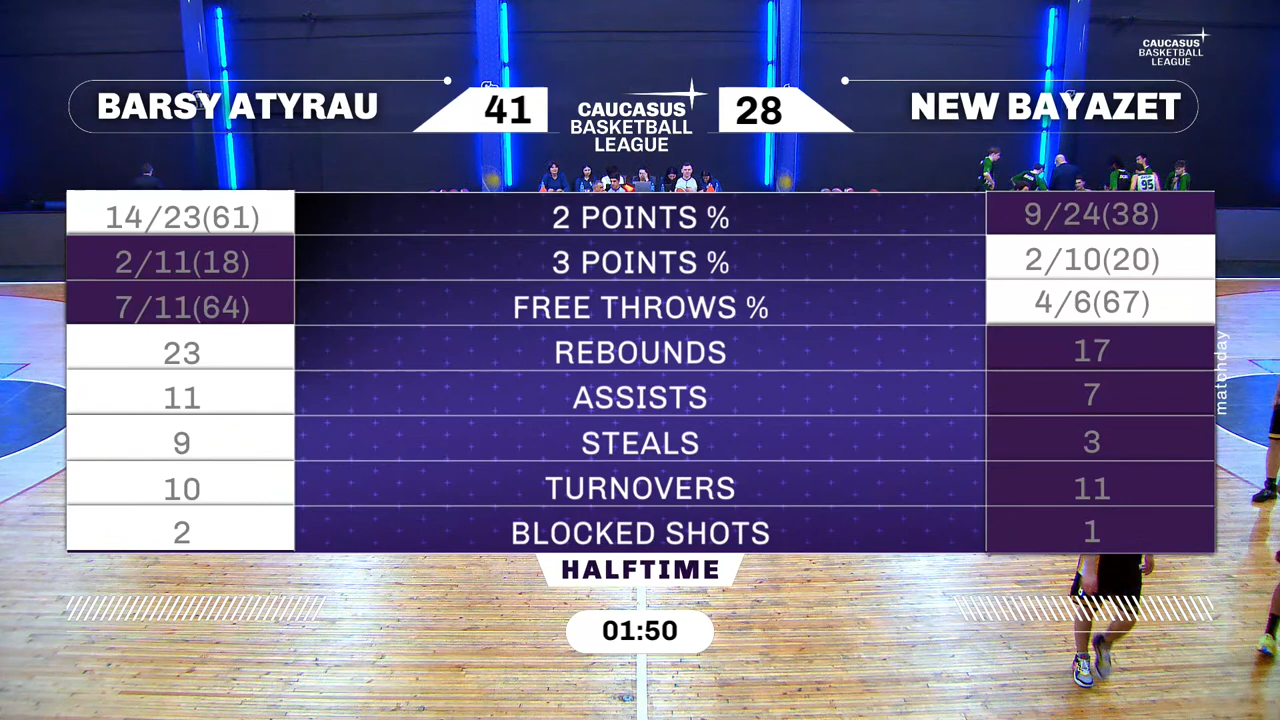 CAUCASUS
BASKETBALL
LEAGUE
BARSY ATYRAU 41 CAUCASUS BASKETBALL LEAGUE 28 NEW BAYAZET
95
14/23(61) 2 POINTS % 9/24(38)
2/11(18) 3 POINTS % 2/10(20)
7/11(64) FREE THROWS % 4/6(67)
23 REBOUNDS 17
11 ASSISTS 7
9 STEALS 3
10 TURNOVERS 11
2 BLOCKED SHOTS 1
matchday
HALFTIME
01:50